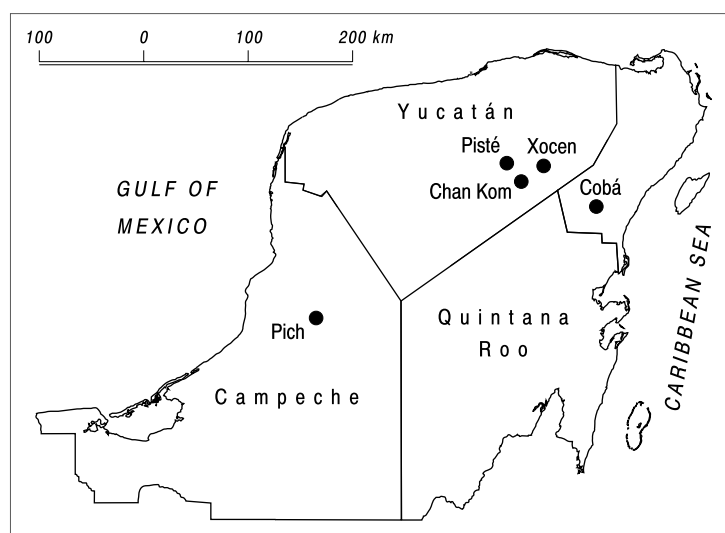 100 0 100 200 km
Yucatán
Pisté Xocen
Chan Kom
Cobá
GULF OF
MEXICO
CARIBBEAN SEA
Quintana
Roo
Pich
Campeche